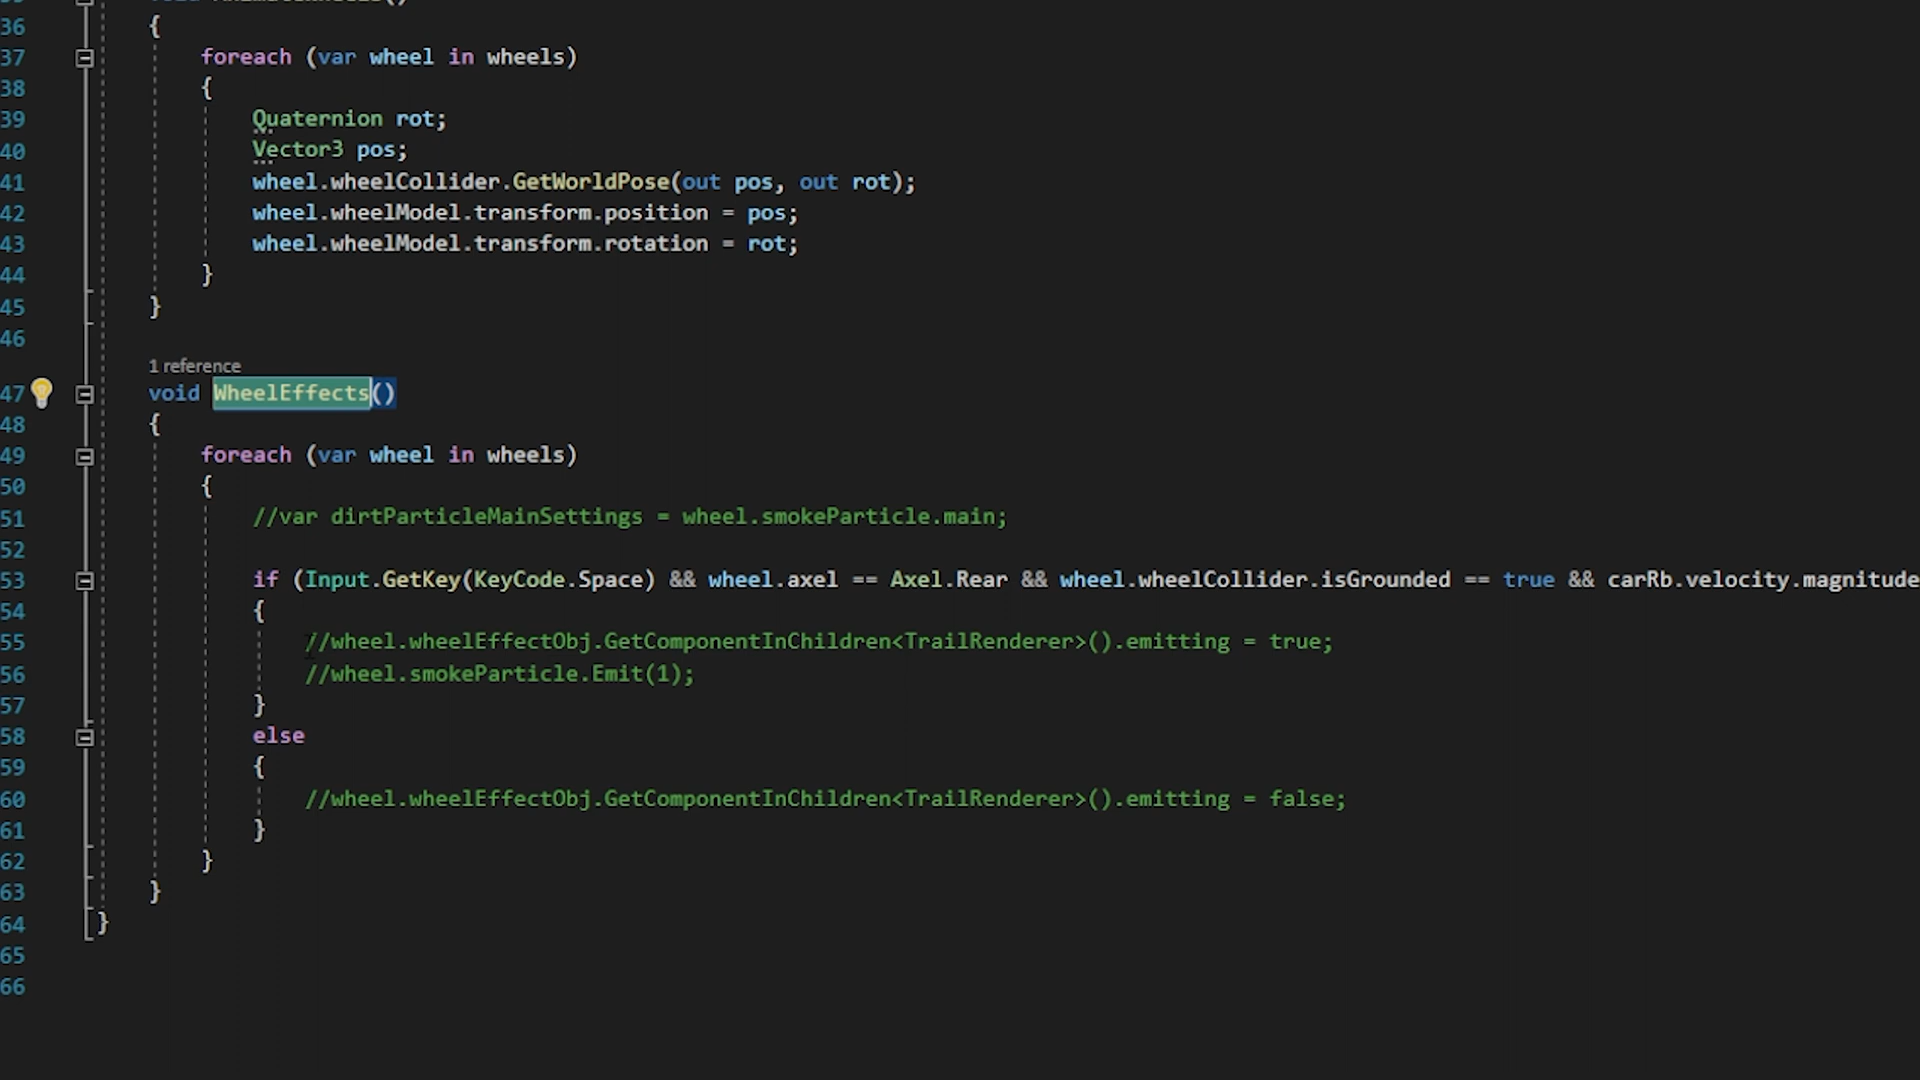 36 {
37 foreach (var wheel in wheels)
38 {
39 Quaternion rot;
40 Vector3 pos;
41 wheel.wheelCollider.GetWorldPose(out pos, out rot);
42 wheel.wheelModel.transform.position = pos;
43 wheel.wheelModel.transform.rotation = rot;
44 }
45 }
46
1 reference
47 void WheelEffects()
48 {
49 foreach (var wheel in wheels)
50 {
51 //var dirtParticleMainSettings = wheel.smokeParticle.main;
52
53 if (Input.GetKey(KeyCode.Space) && wheel.axel == Axel.Rear && wheel.wheelCollider.isGrounded == true && carRb.velocity.magnitude
54 {
55 //wheel.wheelEffectObj.GetComponentInChildren<TrailRenderer>().emitting = true;
56 //wheel.smokeParticle.Emit(1);
57 }
58 else
59 {
60 //wheel.wheelEffectObj.GetComponentInChildren<TrailRenderer>().emitting = false;
61 }
62 }
63 }
64 }
65
66